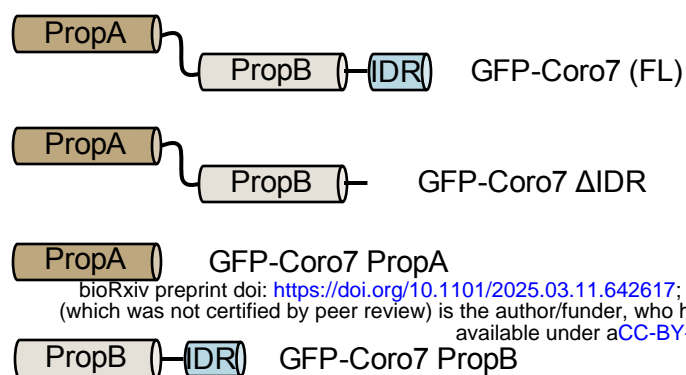 PropA
PropB IDR GFP-Coro7 (FL)
PropA
PropB GFP-Coro7 ΔIDR
PropA GFP-Coro7 PropA
bioRxiv preprint doi: https://doi.org/10.1101/2025.03.11.642617;
(which was not certified by peer review) is the author/funder, who
available under aCC-BY-
PropB IDR GFP-Coro7 PropB